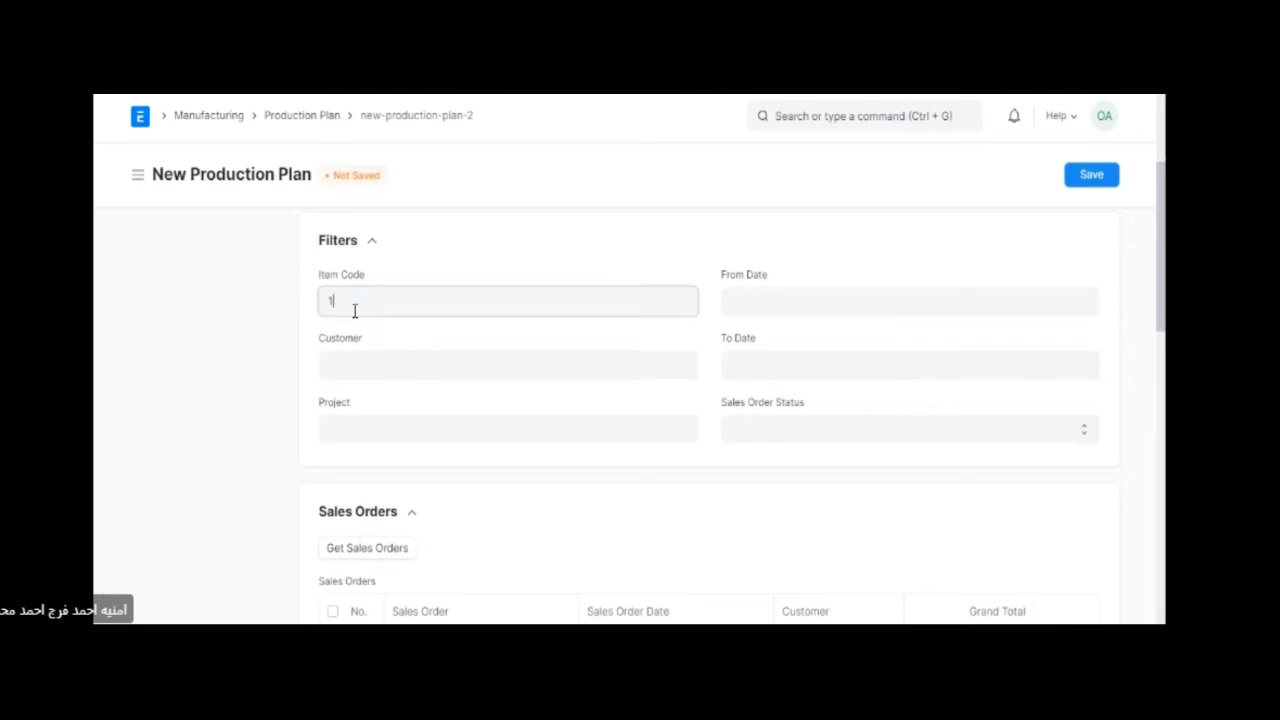 Manufacturing > Production Plan > new-production-plan-2
Search or type a command (Ctrl + G)
Help
OA
New Production Plan
• Not Saved
Save
Filters
Item Code
From Date
1
Customer
To Date
Project
Sales Order Status
Sales Orders
Get Sales Orders
Sales Orders
No. Sales Order Sales Order Date Customer Grand Total
امنيه احمد فرج احمد